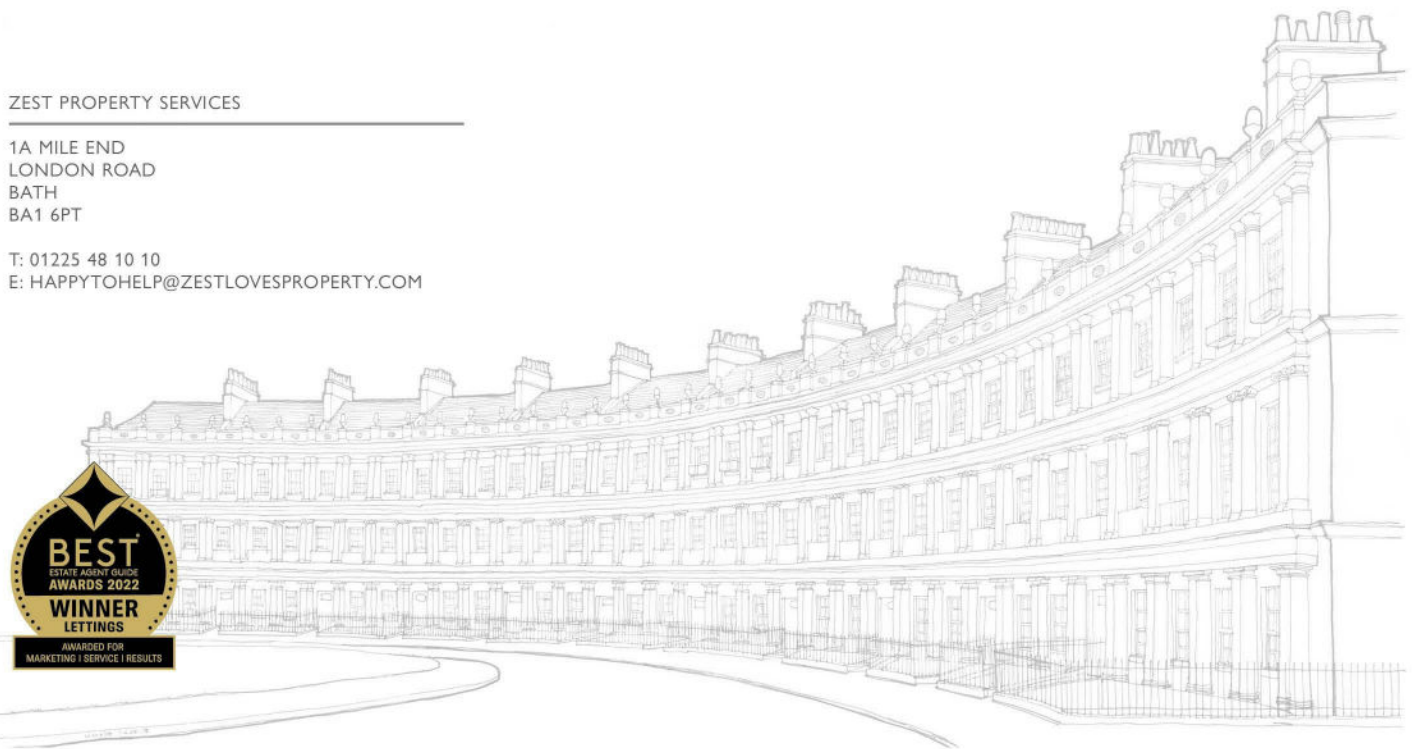 ZEST PROPERTY SERVICES
1A MILE END
LONDON ROAD
BATH
BA1 6PT
T: 01225 48 10 10
E: HAPPYTOHELP@ZESTLOVESPROPERTY.COM
BEST
ESTATE AGENT GUIDE
AWARDS 2022
WINNER
LETTINGS
AWARDED FOR
MARKETING | SERVICE | RESULTS